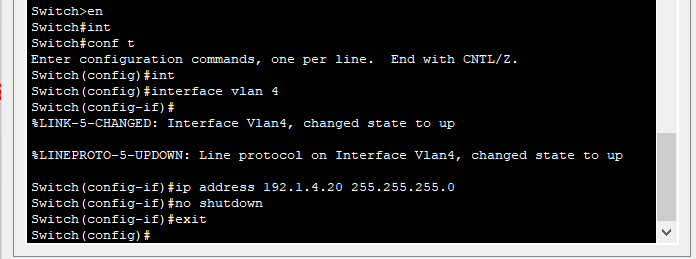 Switch>en
Switch#int
Switch#conf t
Enter configuration commands, one per line.  End with CNTL/Z.
Switch(config)#int
Switch(config)#interface vlan 4
Switch(config-if)#
%LINK-5-CHANGED: Interface Vlan4, changed state to up
%LINEPROTO-5-UPDOWN: Line protocol on Interface Vlan4, changed state to up
Switch(config-if)#ip address 192.1.4.20 255.255.255.0
Switch(config-if)#no shutdown
Switch(config-if)#exit
Switch(config)#